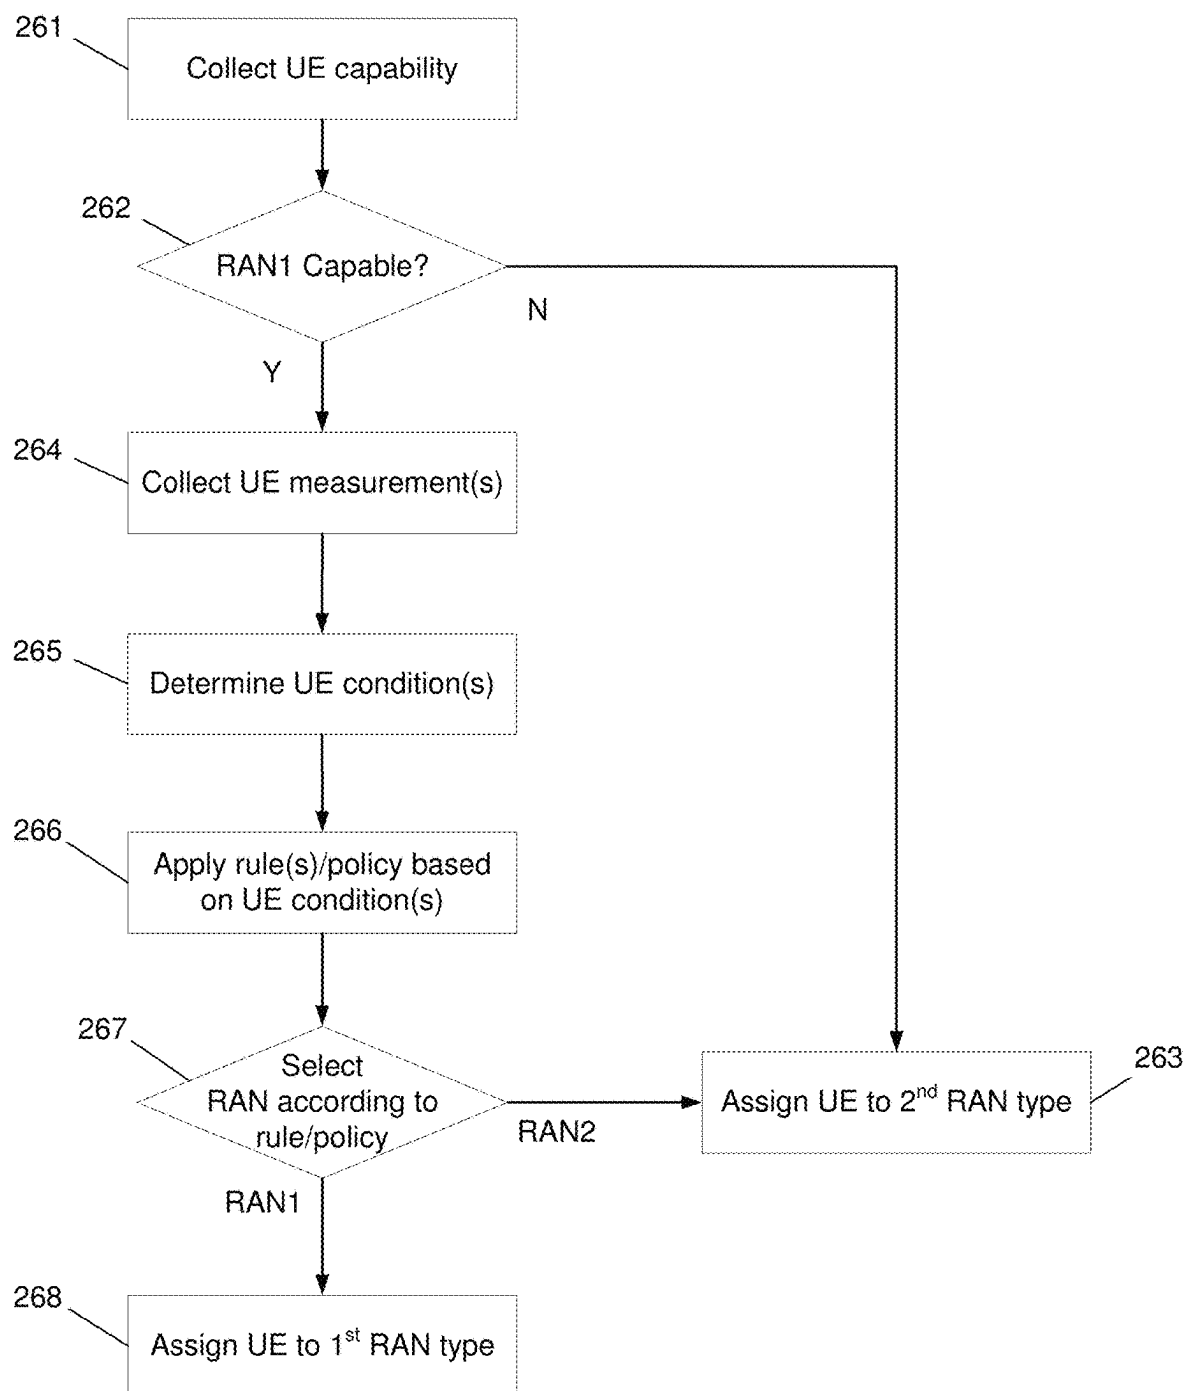 261
Collect UE capability
262
RAN1 Capable?
N
Y
264
Collect UE measurement(s)
265
Determine UE condition(s)
266
Apply rule(s)/policy based
on UE condition(s)
267
Select
RAN according to
rule/policy
RAN2
263
Assign UE to 2nd RAN type
RAN1
268
Assign UE to 1st RAN type